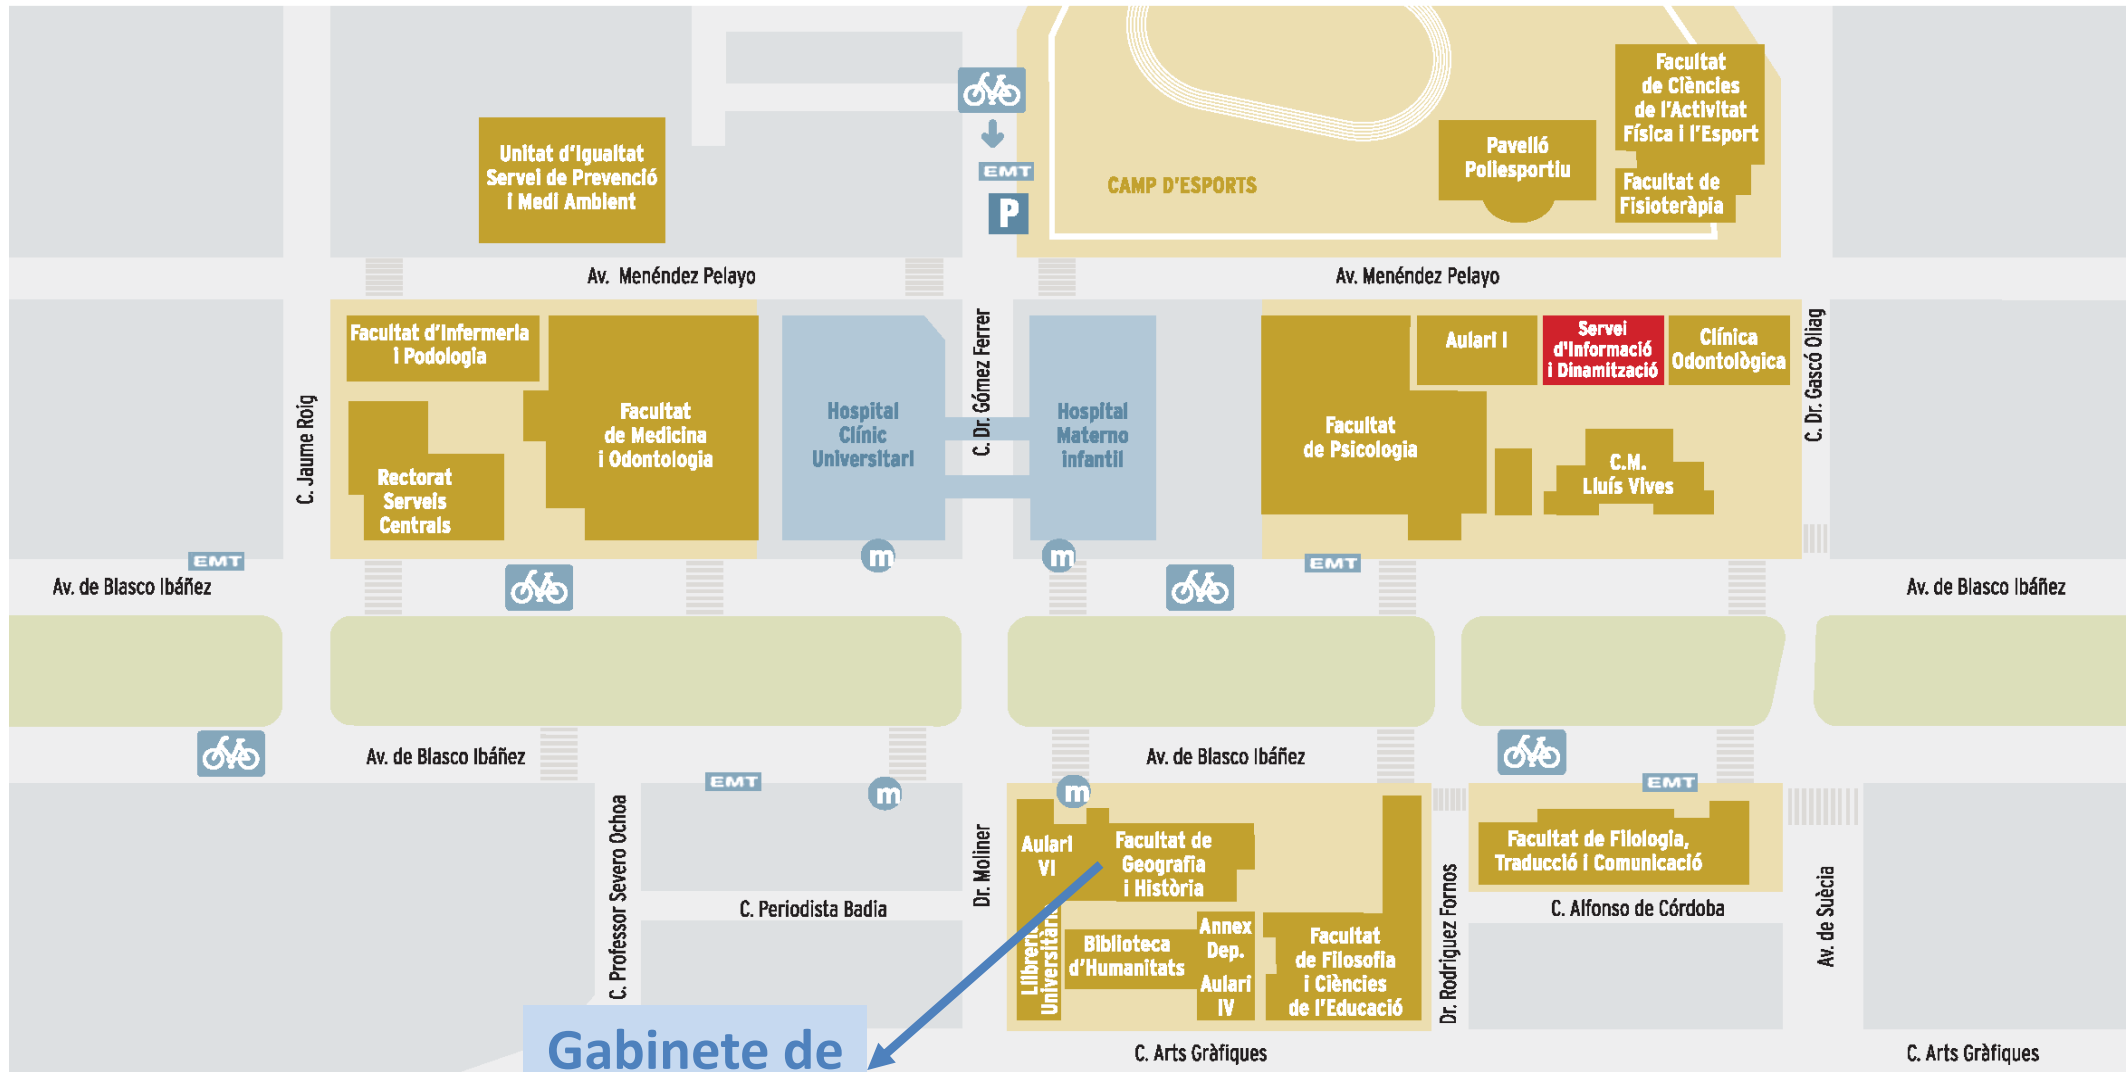 Unitat d'Igualtat
Servei de Prevenció
i Medi Ambient
EMT
P
CAMP D'ESPORTS
Pavelló
Poliesportiu
Facultat
de Ciències
de l'Activitat
Física i l'Esport
Facultat de
Fisioteràpia
Av. Menéndez Pelayo
Av. Menéndez Pelayo
C. Jaume Roig
Facultat d'Infermeria
i Podologia
Rectorat
Serveis
Centrals
Facultat
de Medicina
i Odontologia
Hospital
Clínic
Universitari
C. Dr. Gómez Ferrer
Hospital
Materno
infantil
Facultat
de Psicologia
Aulari I
Servei
d'Informació
i Dinamització
Clínica
Odontològica
C.M.
Lluís Vives
C. Dr. Gascó Oliag
EMT
m
m
EMT
Av. de Blasco Ibáñez
Av. de Blasco Ibáñez
Av. de Blasco Ibáñez
Av. de Blasco Ibáñez
EMT
m
m
EMT
C. Professor Severo Ochoa
C. Periodista Badia
Dr. Moliner
Aulari
VI
Facultat de
Geografia
i Història
Llibreria
Universitària
Biblioteca
d'Humanitats
Annex
Dep.
Aulari
IV
Facultat
de Filosofia
i Ciències
de l'Educació
Dr. Rodriguez Fornos
Facultat de Filologia,
Traducció i Comunicació
C. Alfonso de Córdoba
Av. de Suècia
Gabinete de
C. Arts Gràfiques
C. Arts Gràfiques